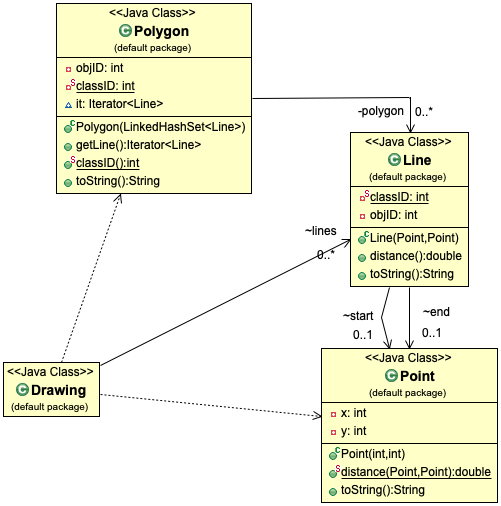 <<Java Class>>
Polygon
(default package)
objID: int
classID: int
it: Iterator<Line>
Polygon(LinkedHashSet<Line>)
getLine():Iterator<Line>
classID():int
toString():String
-polygon
0..*
<<Java Class>>
Line
(default package)
classID: int
objID: int
Line(Point,Point)
distance():double
toString():String
~lines
0..*
~start
0..1
~end
0..1
<<Java Class>>
Drawing
(default package)
<<Java Class>>
Point
(default package)
x: int
y: int
Point(int,int)
distance(Point,Point):double
toString():String